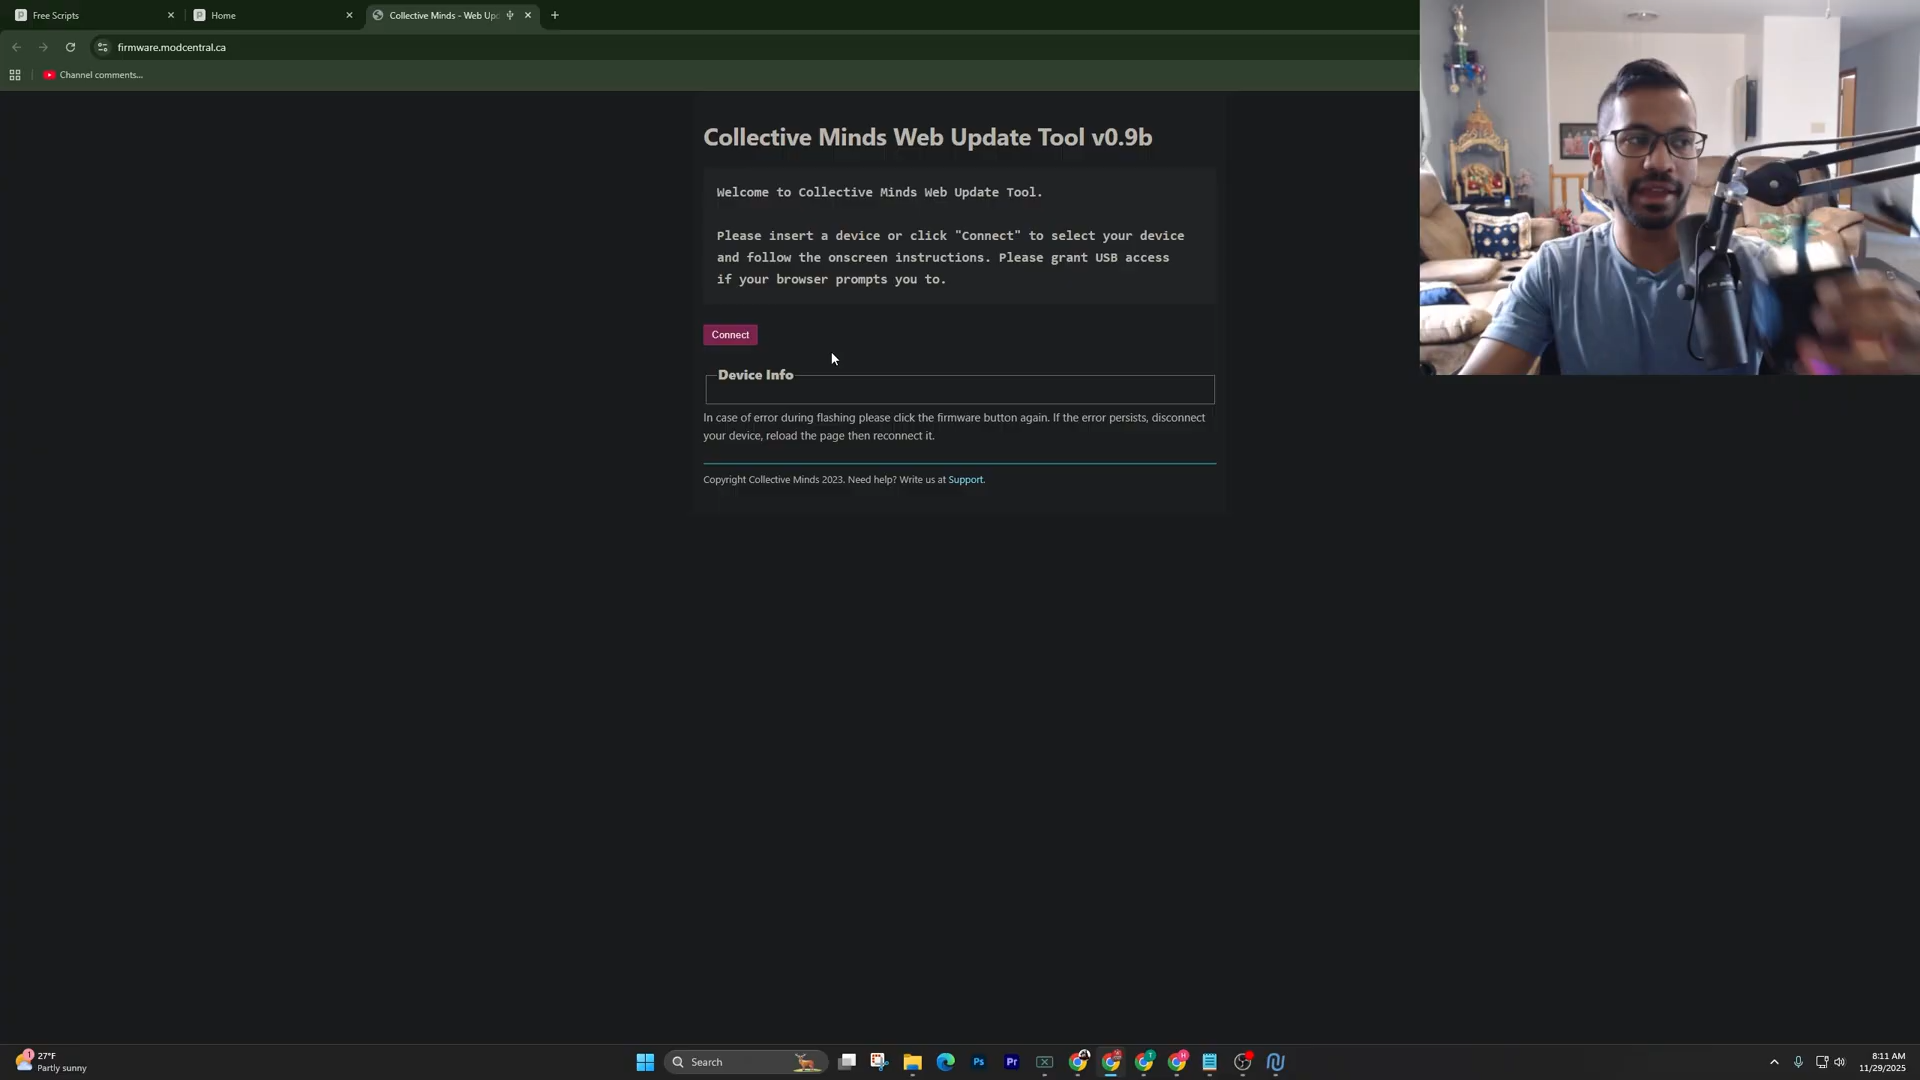 Free Scripts
Home
Collective Minds - Web Up
firmware.modcentral.ca
Channel comments...
Collective Minds Web Update Tool v0.9b
Welcome to Collective Minds Web Update Tool.
Please insert a device or click "Connect" to select your device
and follow the onscreen instructions. Please grant USB access
if your browser prompts you to.
Connect
Device Info
In case of error during flashing please click the firmware button again. If the error persists, disconnect
your device, reload the page then reconnect it.
Copyright Collective Minds 2023. Need help? Write us at Support.
1
27°F
Partly sunny
Search
Ps
Pr
T
H
8:11 AM
11/29/2025